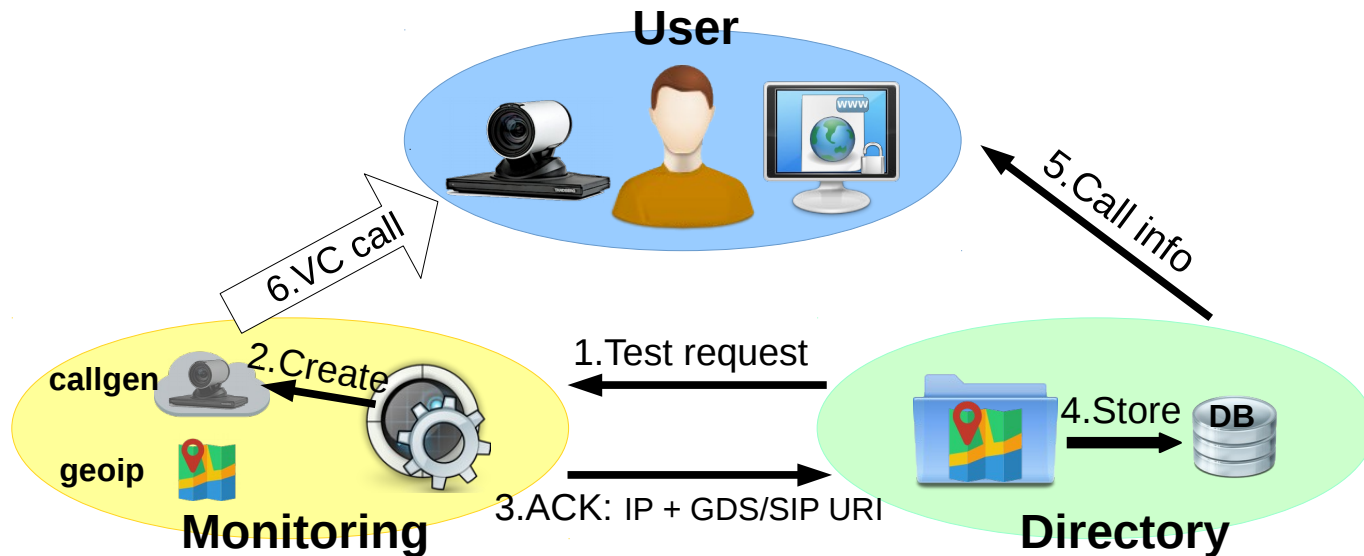 User
www
5.Call info
6.VC call
1.Test request
2.Create
callgen
4.Store
DB
geoip
3.ACK: IP + GDS/SIP URI
Monitoring
Directory